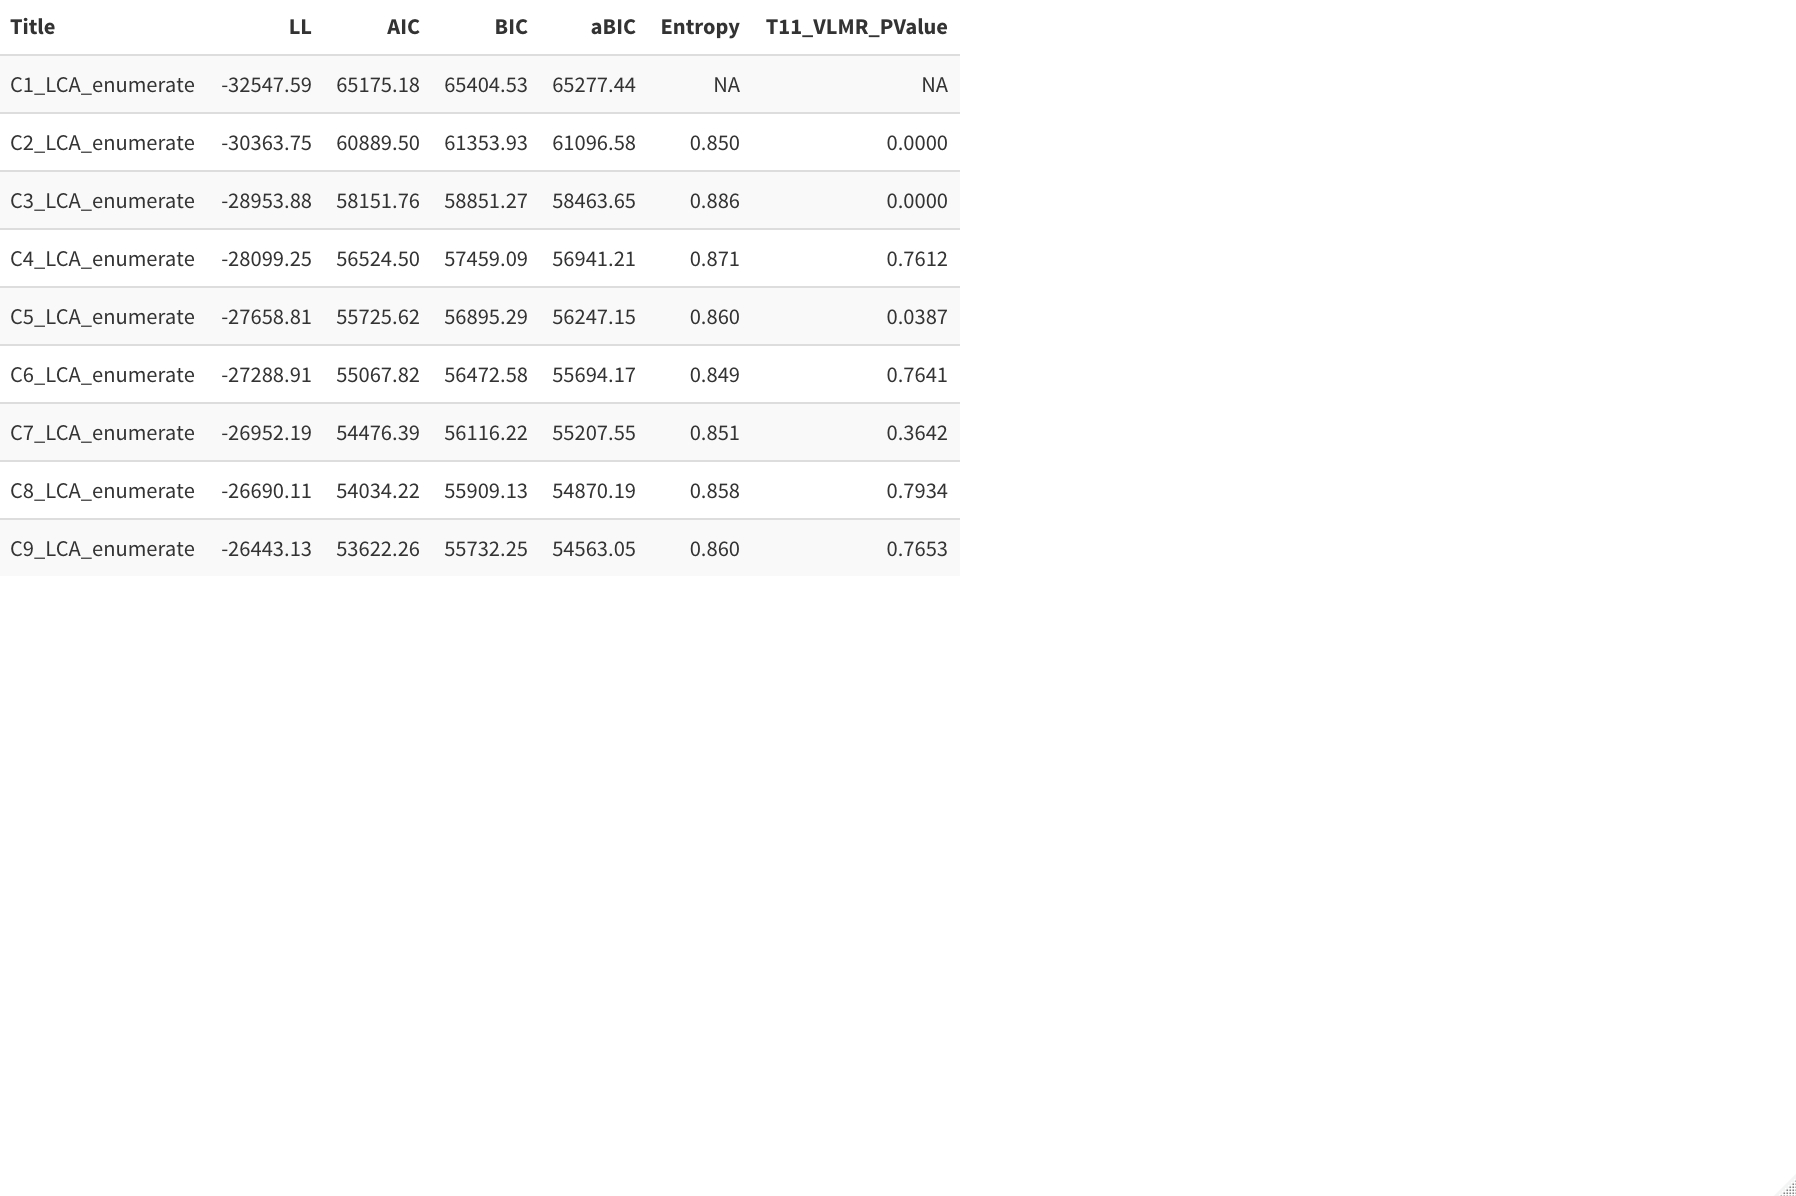 Title LL AIC BIC aBIC Entropy T11_VLMR_PValue
C1_LCA_enumerate -32547.59 65175.18 65404.53 65277.44 NA NA
C2_LCA_enumerate -30363.75 60889.50 61353.93 61096.58 0.850 0.0000
C3_LCA_enumerate -28953.88 58151.76 58851.27 58463.65 0.886 0.0000
C4_LCA_enumerate -28099.25 56524.50 57459.09 56941.21 0.871 0.7612
C5_LCA_enumerate -27658.81 55725.62 56895.29 56247.15 0.860 0.0387
C6_LCA_enumerate -27288.91 55067.82 56472.58 55694.17 0.849 0.7641
C7_LCA_enumerate -26952.19 54476.39 56116.22 55207.55 0.851 0.3642
C8_LCA_enumerate -26690.11 54034.22 55909.13 54870.19 0.858 0.7934
C9_LCA_enumerate -26443.13 53622.26 55732.25 54563.05 0.860 0.7653